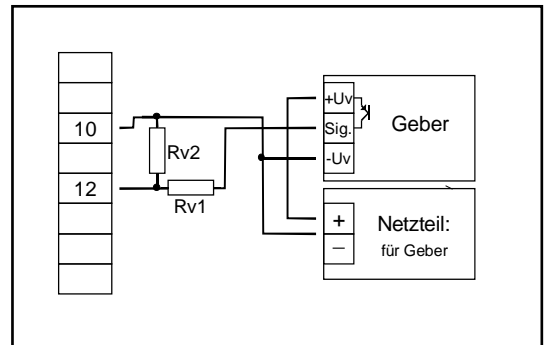 10
12
Rv2
Rv1
+Uv
Sig.
-Uv
Geber
+
−
Netzteil:
für Geber